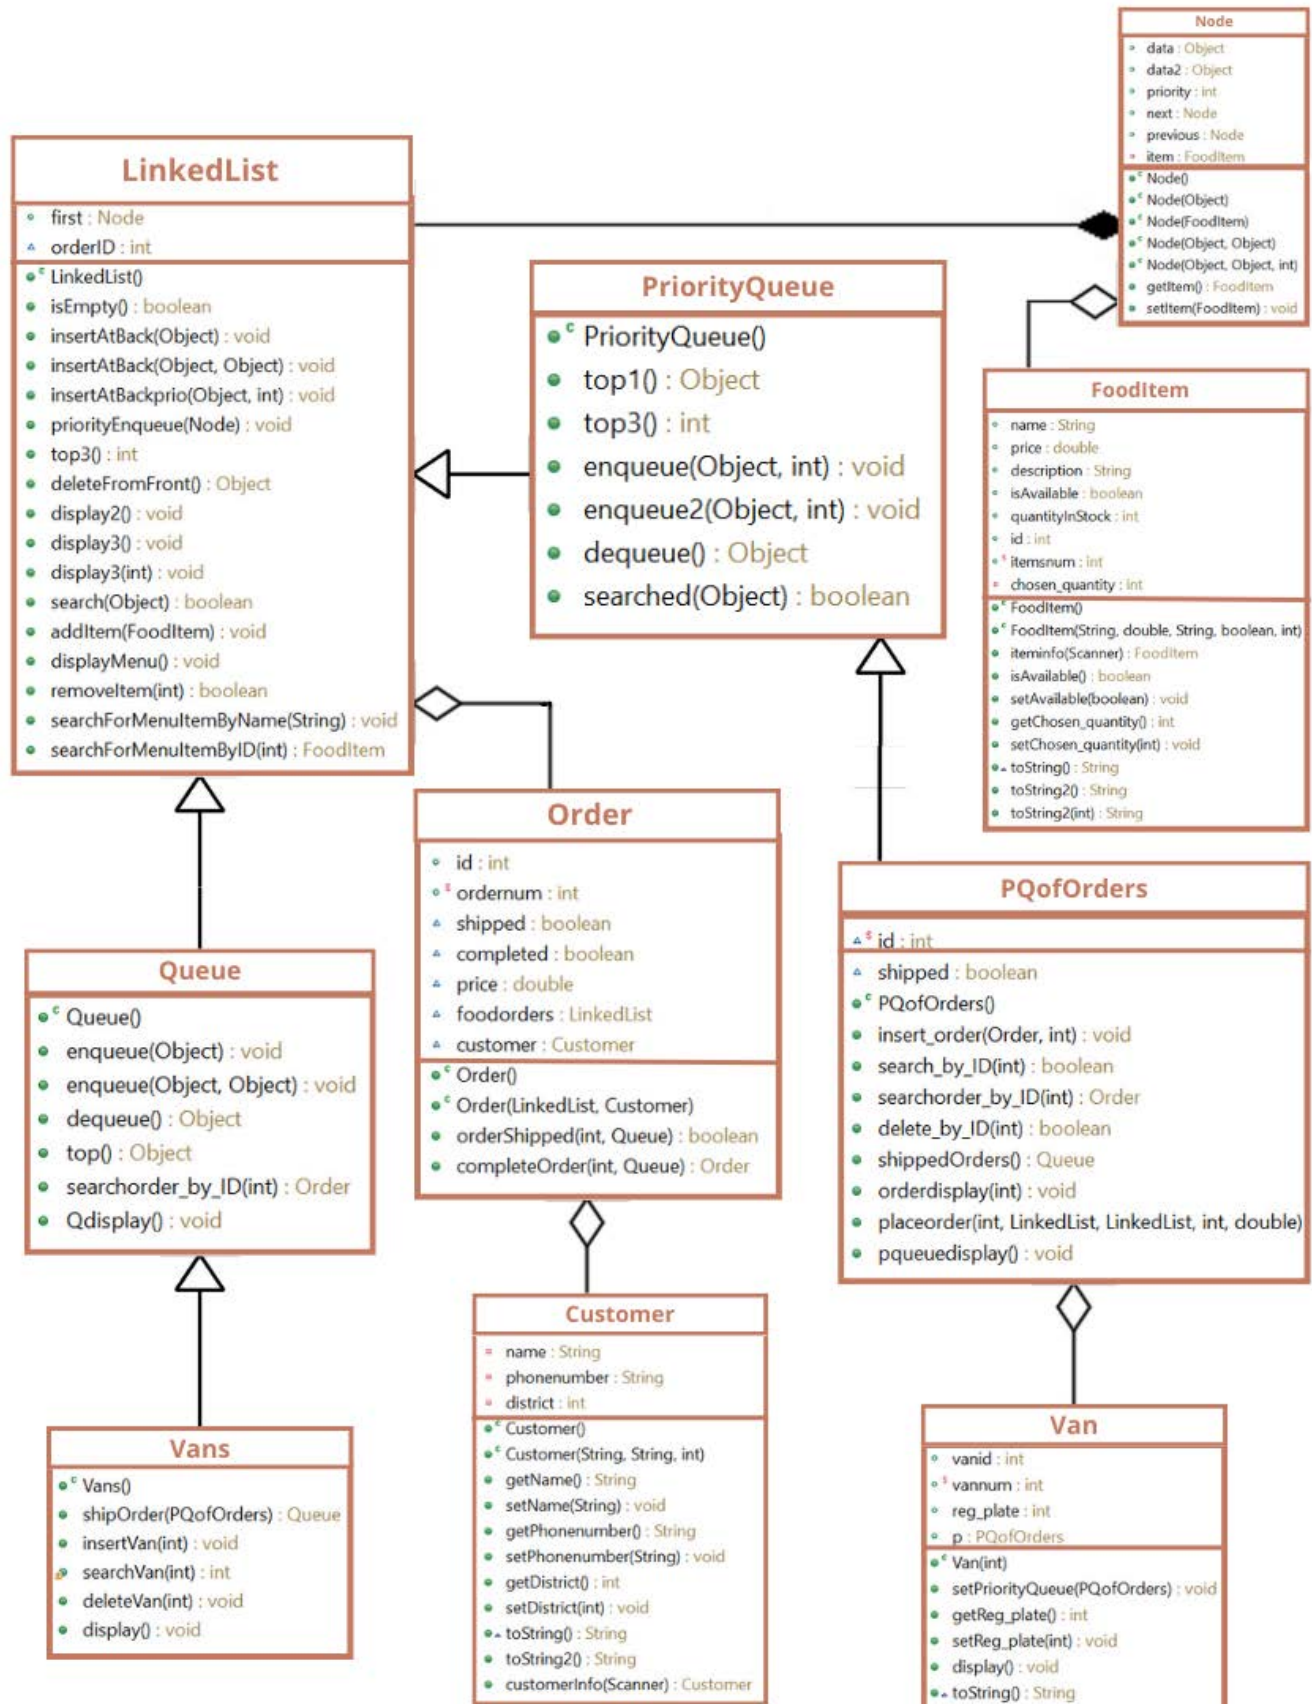 Node
data : Object
data2 : Object
priority : int
next : Node
previous : Node
item : FoodItem
Node()
Node(Object)
Node(FoodItem)
Node(Object, Object)
Node(Object, Object, int)
getItem() : FoodItem
setItem(FoodItem) : void
LinkedList
first : Node
orderID : int
LinkedList()
isEmpty() : boolean
insertAtBack(Object) : void
insertAtBack(Object, Object) : void
insertAtBackprio(Object, int) : void
priorityEnqueue(Node) : void
top3() : int
deleteFromFront() : Object
display2() : void
display3() : void
display3(int) : void
search(Object) : boolean
addItem(FoodItem) : void
displayMenu() : void
removeItem(int) : boolean
searchForMenuItemByName(String) : void
searchForMenuItemByID(int) : FoodItem
PriorityQueue
c PriorityQueue()
top1() : Object
top3() : int
enqueue(Object, int) : void
enqueue2(Object, int) : void
dequeue() : Object
searched(Object) : boolean
FoodItem
name : String
price : double
description : String
isAvailable : boolean
quantityInStock : int
id : int
s itemsnum : int
chosen_quantity : int
FoodItem()
FoodItem(String, double, String, boolean, int)
iteminfo(Scanner) : FoodItem
isAvailable() : boolean
setAvailable(boolean) : void
getChosen_quantity() : int
setChosen_quantity(int) : void
toString() : String
toString2() : String
toString2(int) : String
Order
id : int
s ordernum : int
shipped : boolean
completed : boolean
price : double
foodorders : LinkedList
customer : Customer
c Order()
c Order(LinkedList, Customer)
orderShipped(int, Queue) : boolean
completeOrder(int, Queue) : Order
PQofOrders
s id : int
shipped : boolean
c PQofOrders()
insert_order(Order, int) : void
search_by_ID(int) : boolean
searchorder_by_ID(int) : Order
delete_by_ID(int) : boolean
shippedOrders() : Queue
orderdisplay(int) : void
placeorder(int, LinkedList, LinkedList, int, double)
pqueuedisplay() : void
Queue
c Queue()
enqueue(Object) : void
enqueue(Object, Object) : void
dequeue() : Object
top() : Object
searchorder_by_ID(int) : Order
Qdisplay() : void
Customer
name : String
phonenumber : String
district : int
c Customer()
c Customer(String, String, int)
getName() : String
setName(String) : void
getPhonenumber() : String
setPhonenumber(String) : void
getDistrict() : int
setDistrict(int) : void
toString() : String
toString2() : String
customerInfo(Scanner) : Customer
Vans
c Vans()
shipOrder(PQofOrders) : Queue
insertVan(int) : void
searchVan(int) : int
deleteVan(int) : void
display() : void
Van
vanid : int
s vannum : int
reg_plate : int
p : PQofOrders
c Van(int)
setPriorityQueue(PQofOrders) : void
getReg_plate() : int
setReg_plate(int) : void
display() : void
toString() : String